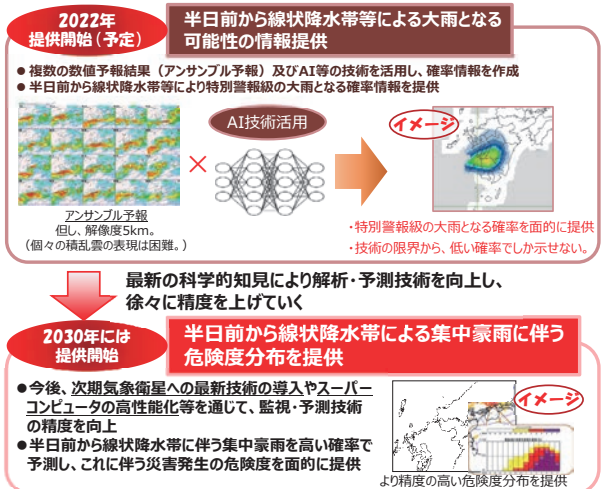 2022年
提供開始(予定)
半日前から線状降水帯等による大雨となる
可能性の情報提供
●複数の数値予報結果（アンサンブル予報）及びAI等の技術を活用し、確率情報を作成
●半日前から線状降水帯等により特別警報級の大雨となる確率情報を提供
AI技術活用
イメージ
×
アンサンブル予報
但し、解像度5km。
（個々の積乱雲の表現は困難。）
・特別警報級の大雨となる確率を面的に提供
・技術の限界から、低い確率でしか示せない。
最新の科学的知見により解析・予測技術を向上し、
徐々に精度を上げていく
2030年には
提供開始
半日前から線状降水帯による集中豪雨に伴う
危険度分布を提供
●今後、次期気象衛星への最新技術の導入やスーパー
コンピュータの高性能化等を通じて、監視・予測技術
の精度を向上
●半日前から線状降水帯に伴う集中豪雨を高い確率で
予測し、これに伴う災害発生の危険度を面的に提供
イメージ
より精度の高い危険度分布を提供